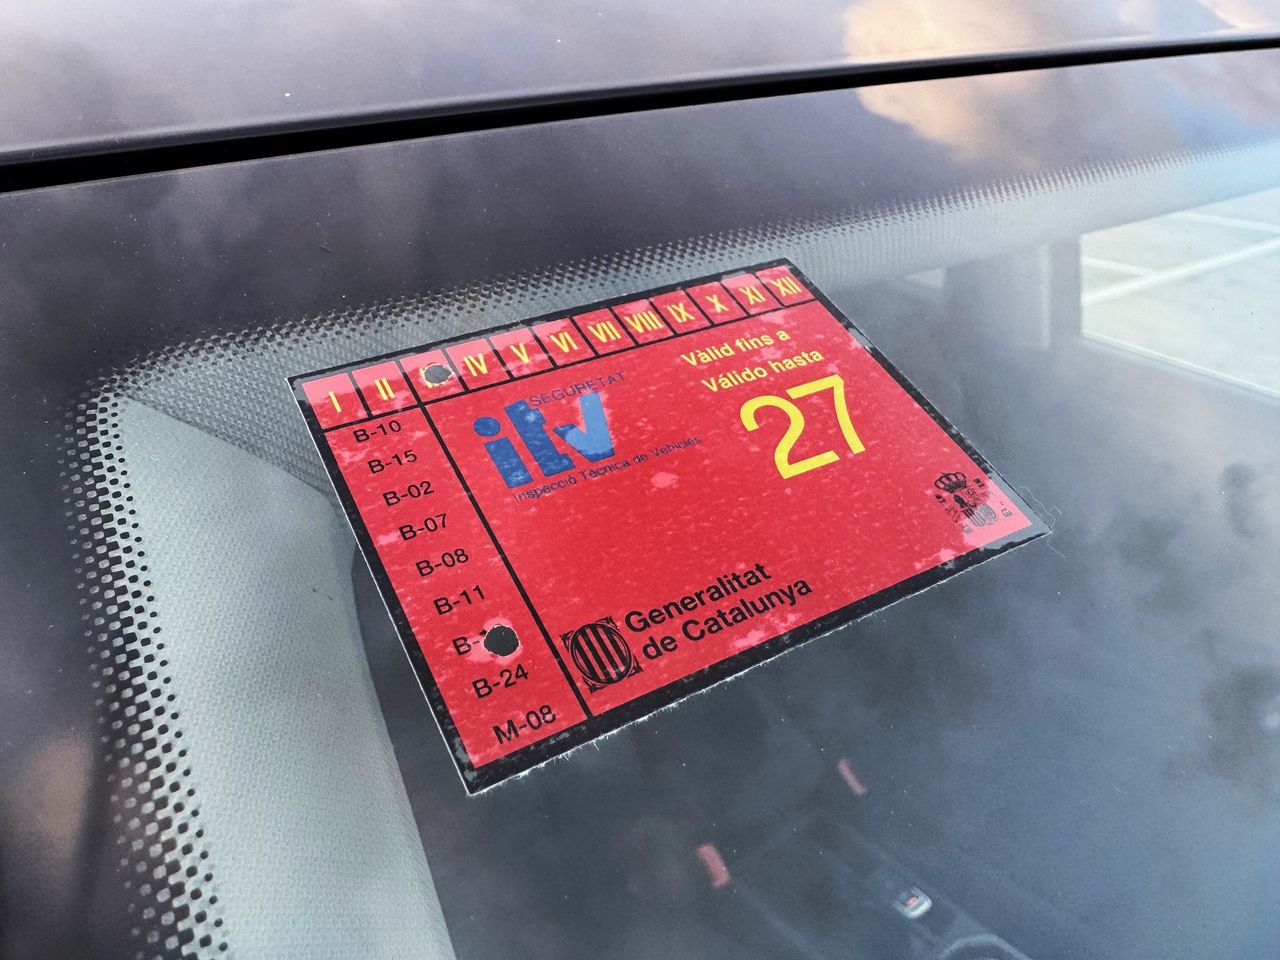 I II IV V VI VII VIII IX X XI XII
Vàlid fins a
Válido hasta
27
SEGURETAT
itv
Inspecció Tècnica de Vehicles
B-10
B-15
B-02
B-07
B-08
B-11
B-24
M-08
Generalitat
de Catalunya